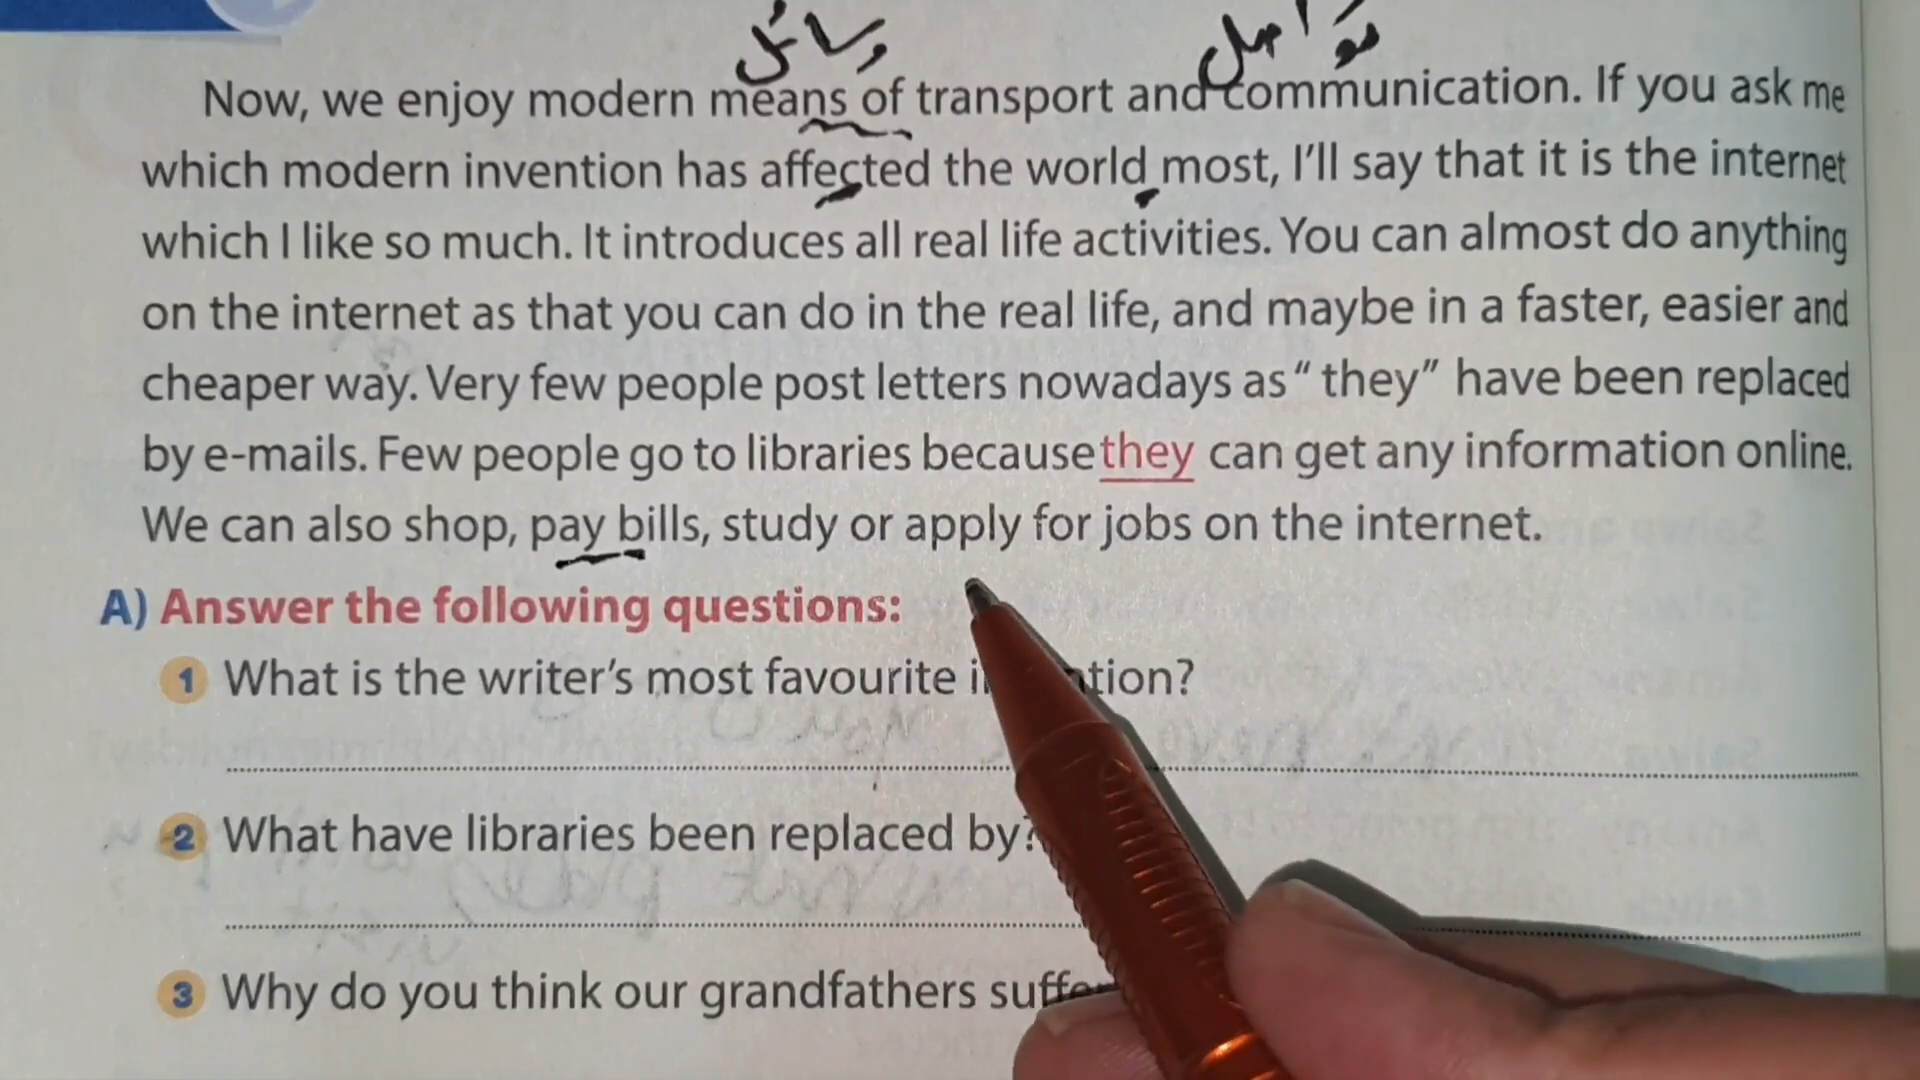 وسائل
تواصل
Now, we enjoy modern means of transport and communication. If you ask me
which modern invention has affected the world most, I'll say that it is the internet
which I like so much. It introduces all real life activities. You can almost do anything
on the internet as that you can do in the real life, and maybe in a faster, easier and
cheaper way. Very few people post letters nowadays as “ they” have been replaced
by e-mails. Few people go to libraries because they can get any information online.
We can also shop, pay bills, study or apply for jobs on the internet.
A) Answer the following questions:
1 What is the writer's most favourite
2 What have libraries been replaced by?
3 Why do you think our grandfathers